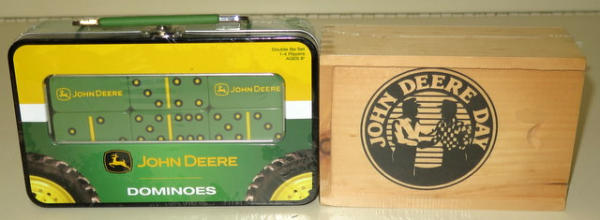 Double Six Set
1-4 Players
AGES 8+
JOHN DEERE
JOHN DEERE
JOHN DEERE
DOMINOES
JOHN DEERE DAY